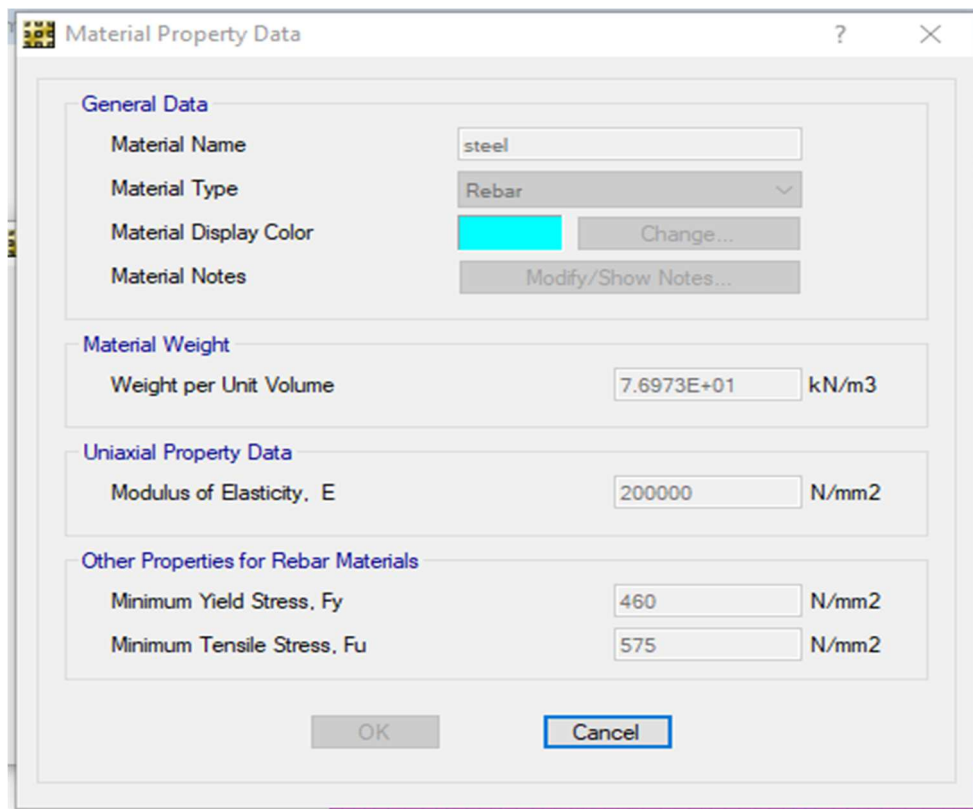 Material Property Data ?
General Data
Material Name steel
Material Type Rebar
Material Display Color Change...
Material Notes Modify/Show Notes...
Material Weight
Weight per Unit Volume 7.6973E+01 kN/m3
Uniaxial Property Data
Modulus of Elasticity, E 200000 N/mm2
Other Properties for Rebar Materials
Minimum Yield Stress, Fy 460 N/mm2
Minimum Tensile Stress, Fu 575 N/mm2
OK Cancel